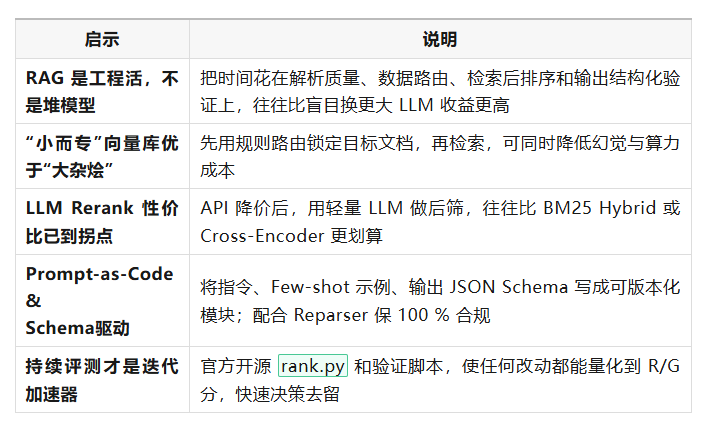 启示
说明
RAG 是工程活，不
是堆模型
把时间花在解析质量、数据路由、检索后排序和输出结构化验
证上，往往比盲目换更大 LLM 收益更高
“小而专”向量库优
于“大杂烩”
先用规则路由锁定目标文档，再检索，可同时降低幻觉与算力
成本
LLM Rerank 性价
比已到拐点
API 降价后，用轻量 LLM 做后筛，往往比 BM25 Hybrid 或
Cross-Encoder 更划算
Prompt-as-Code
&
Schema驱动
将指令、Few-shot 示例、输出 JSON Schema 写成可版本化
模块；配合 Reparser 保 100 % 合规
持续评测才是迭代
加速器
官方开源 rank.py 和验证脚本，使任何改动都能量化到 R/G
分，快速决策去留